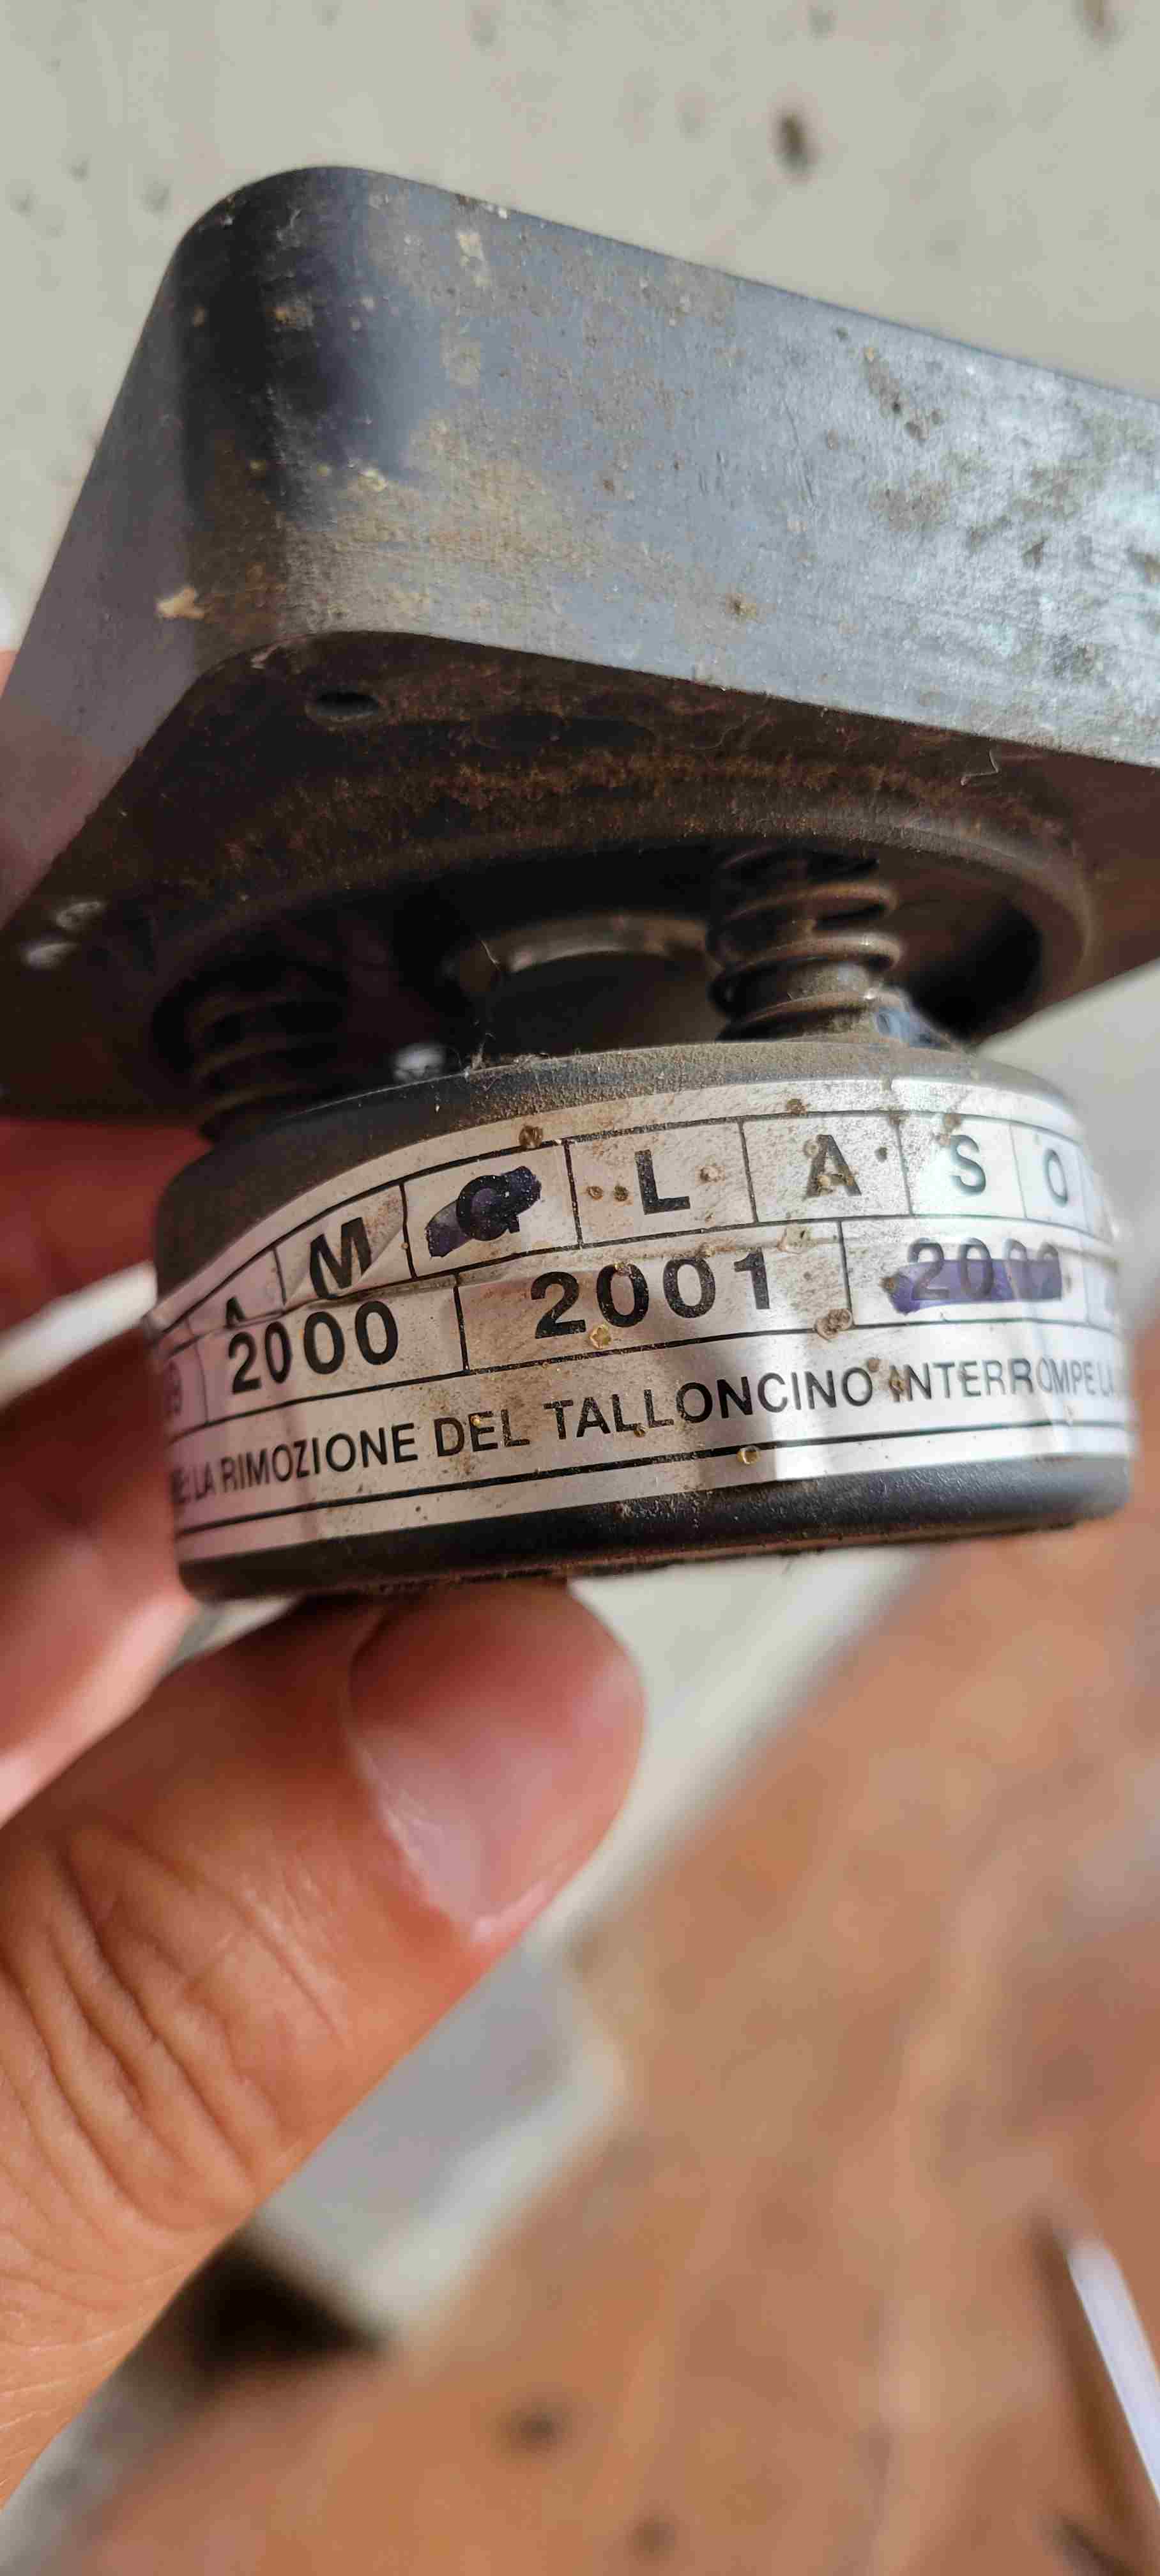 A M G L A S O
2000 2001
LA RIMOZIONE DEL TALLONCINO INTERROMPE LA